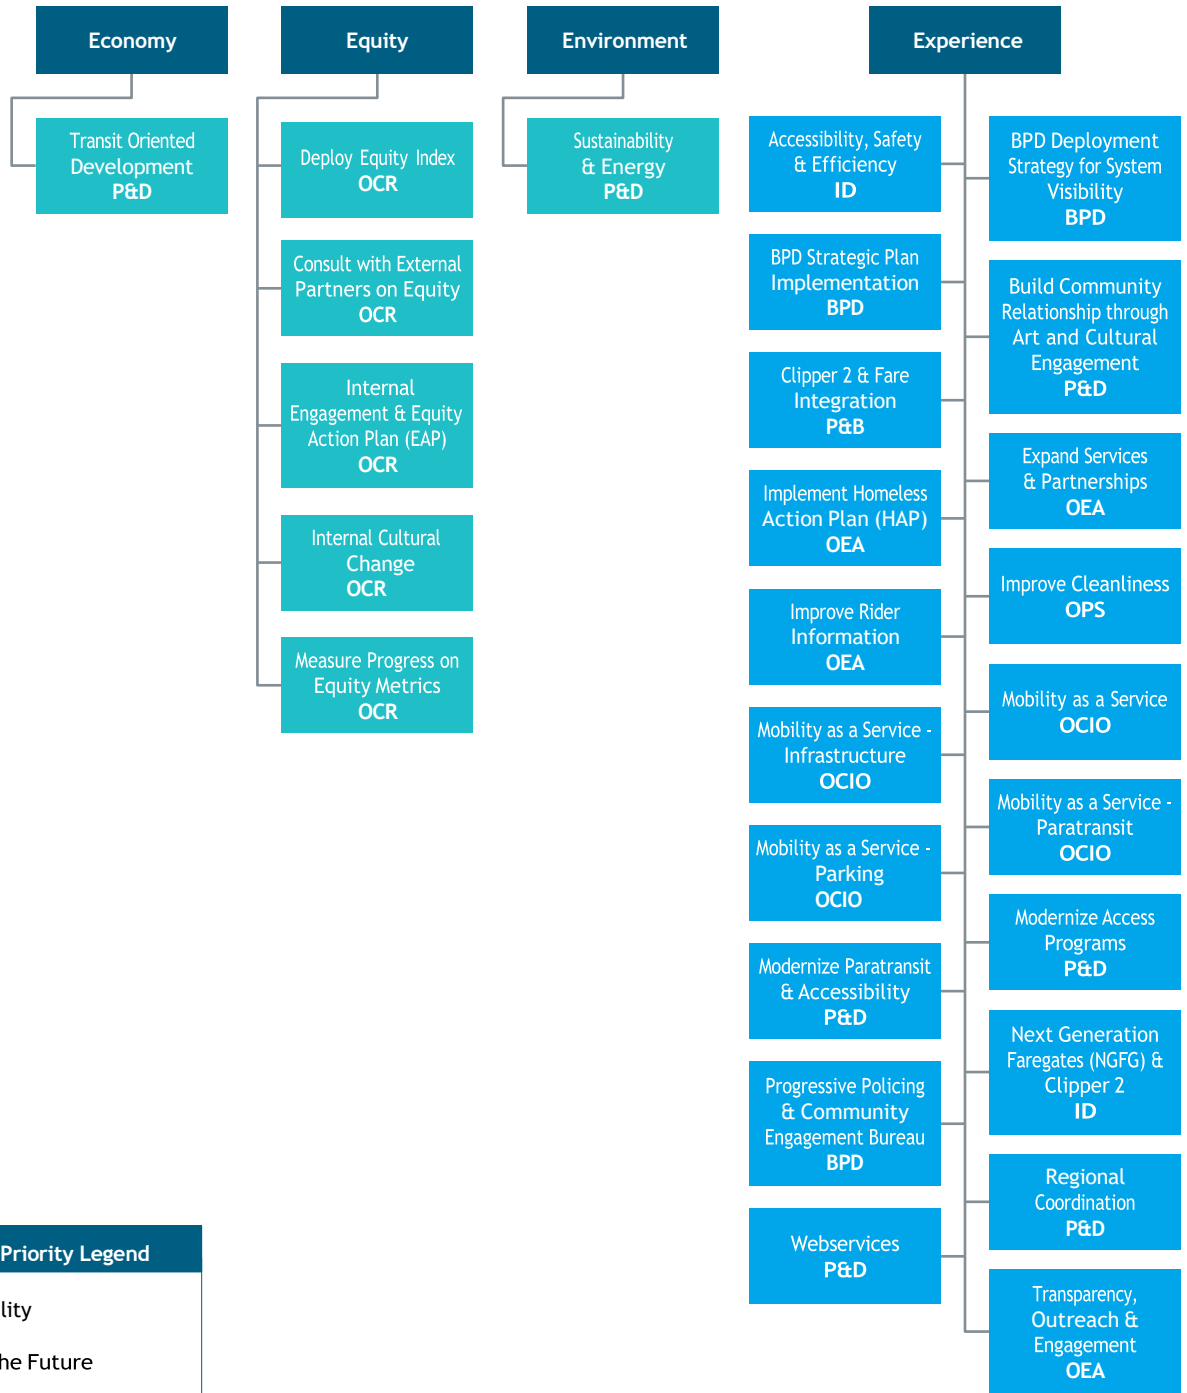 Economy
Transit Oriented
Development
P&D
Equity
Deploy Equity Index
OCR
Consult with External
Partners on Equity
OCR
Internal
Engagement & Equity
Action Plan (EAP)
OCR
Internal Cultural
Change
OCR
Measure Progress on
Equity Metrics
OCR
Environment
Sustainability
& Energy
P&D
Experience
Accessibility, Safety
& Efficiency
ID
BPD Strategic Plan
Implementation
BPD
Clipper 2 & Fare
Integration
P&B
Implement Homeless
Action Plan (HAP)
OEA
Improve Rider
Information
OEA
Mobility as a Service -
Infrastructure
OCIO
Mobility as a Service -
Parking
OCIO
Modernize Paratransit
& Accessibility
P&D
Progressive Policing
& Community
Engagement Bureau
BPD
Webservices
P&D
BPD Deployment
Strategy for System
Visibility
BPD
Build Community
Relationship through
Art and Cultural
Engagement
P&D
Expand Services
& Partnerships
OEA
Improve Cleanliness
OPS
Mobility as a Service
OCIO
Mobility as a Service -
Paratransit
OCIO
Modernize Access
Programs
P&D
Next Generation
Faregates (NGFG) &
Clipper 2
ID
Regional
Coordination
P&D
Transparency,
Outreach &
Engagement
OEA
Priority Legend
lity
he Future